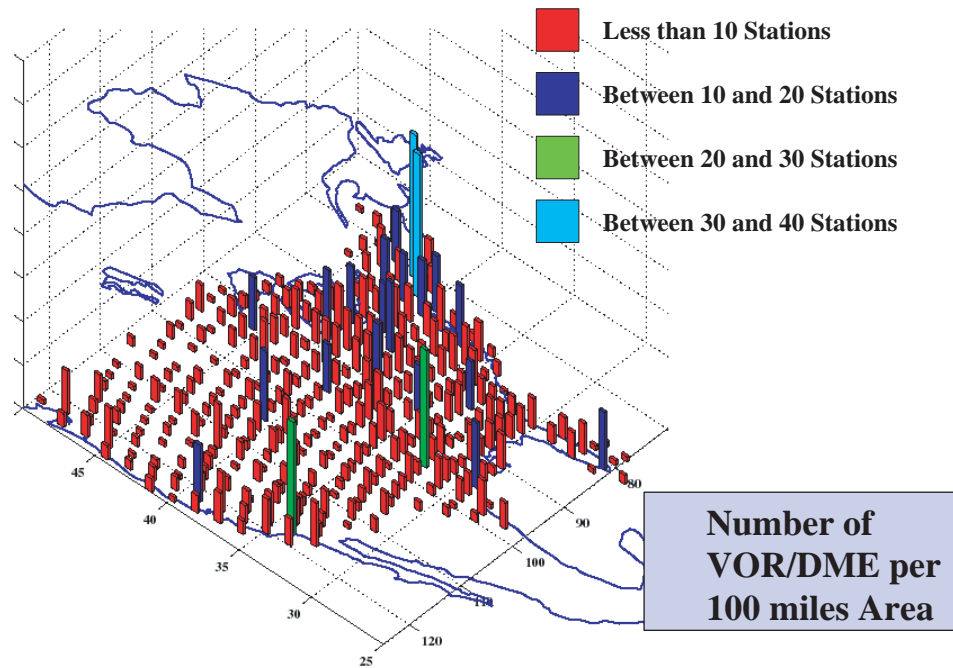 Less than 10 Stations
Between 10 and 20 Stations
Between 20 and 30 Stations
Between 30 and 40 Stations
45
40
35
30
25
80
90
100
110
120
Number of
VOR/DME per
100 miles Area